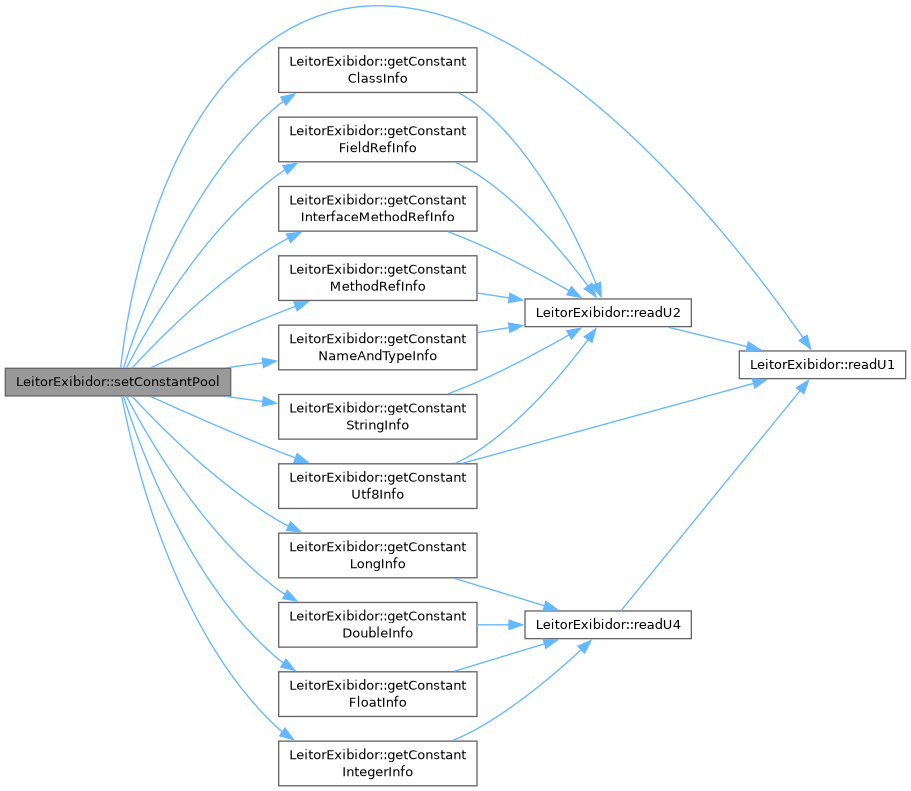 LeitorExibidor::setConstantPool
LeitorExibidor::getConstant
ClassInfo
LeitorExibidor::getConstant
FieldRefInfo
LeitorExibidor::getConstant
InterfaceMethodRefInfo
LeitorExibidor::getConstant
MethodRefInfo
LeitorExibidor::getConstant
NameAndTypeInfo
LeitorExibidor::getConstant
StringInfo
LeitorExibidor::getConstant
Utf8Info
LeitorExibidor::getConstant
LongInfo
LeitorExibidor::getConstant
DoubleInfo
LeitorExibidor::getConstant
FloatInfo
LeitorExibidor::getConstant
IntegerInfo
LeitorExibidor::readU2
LeitorExibidor::readU4
LeitorExibidor::readU1